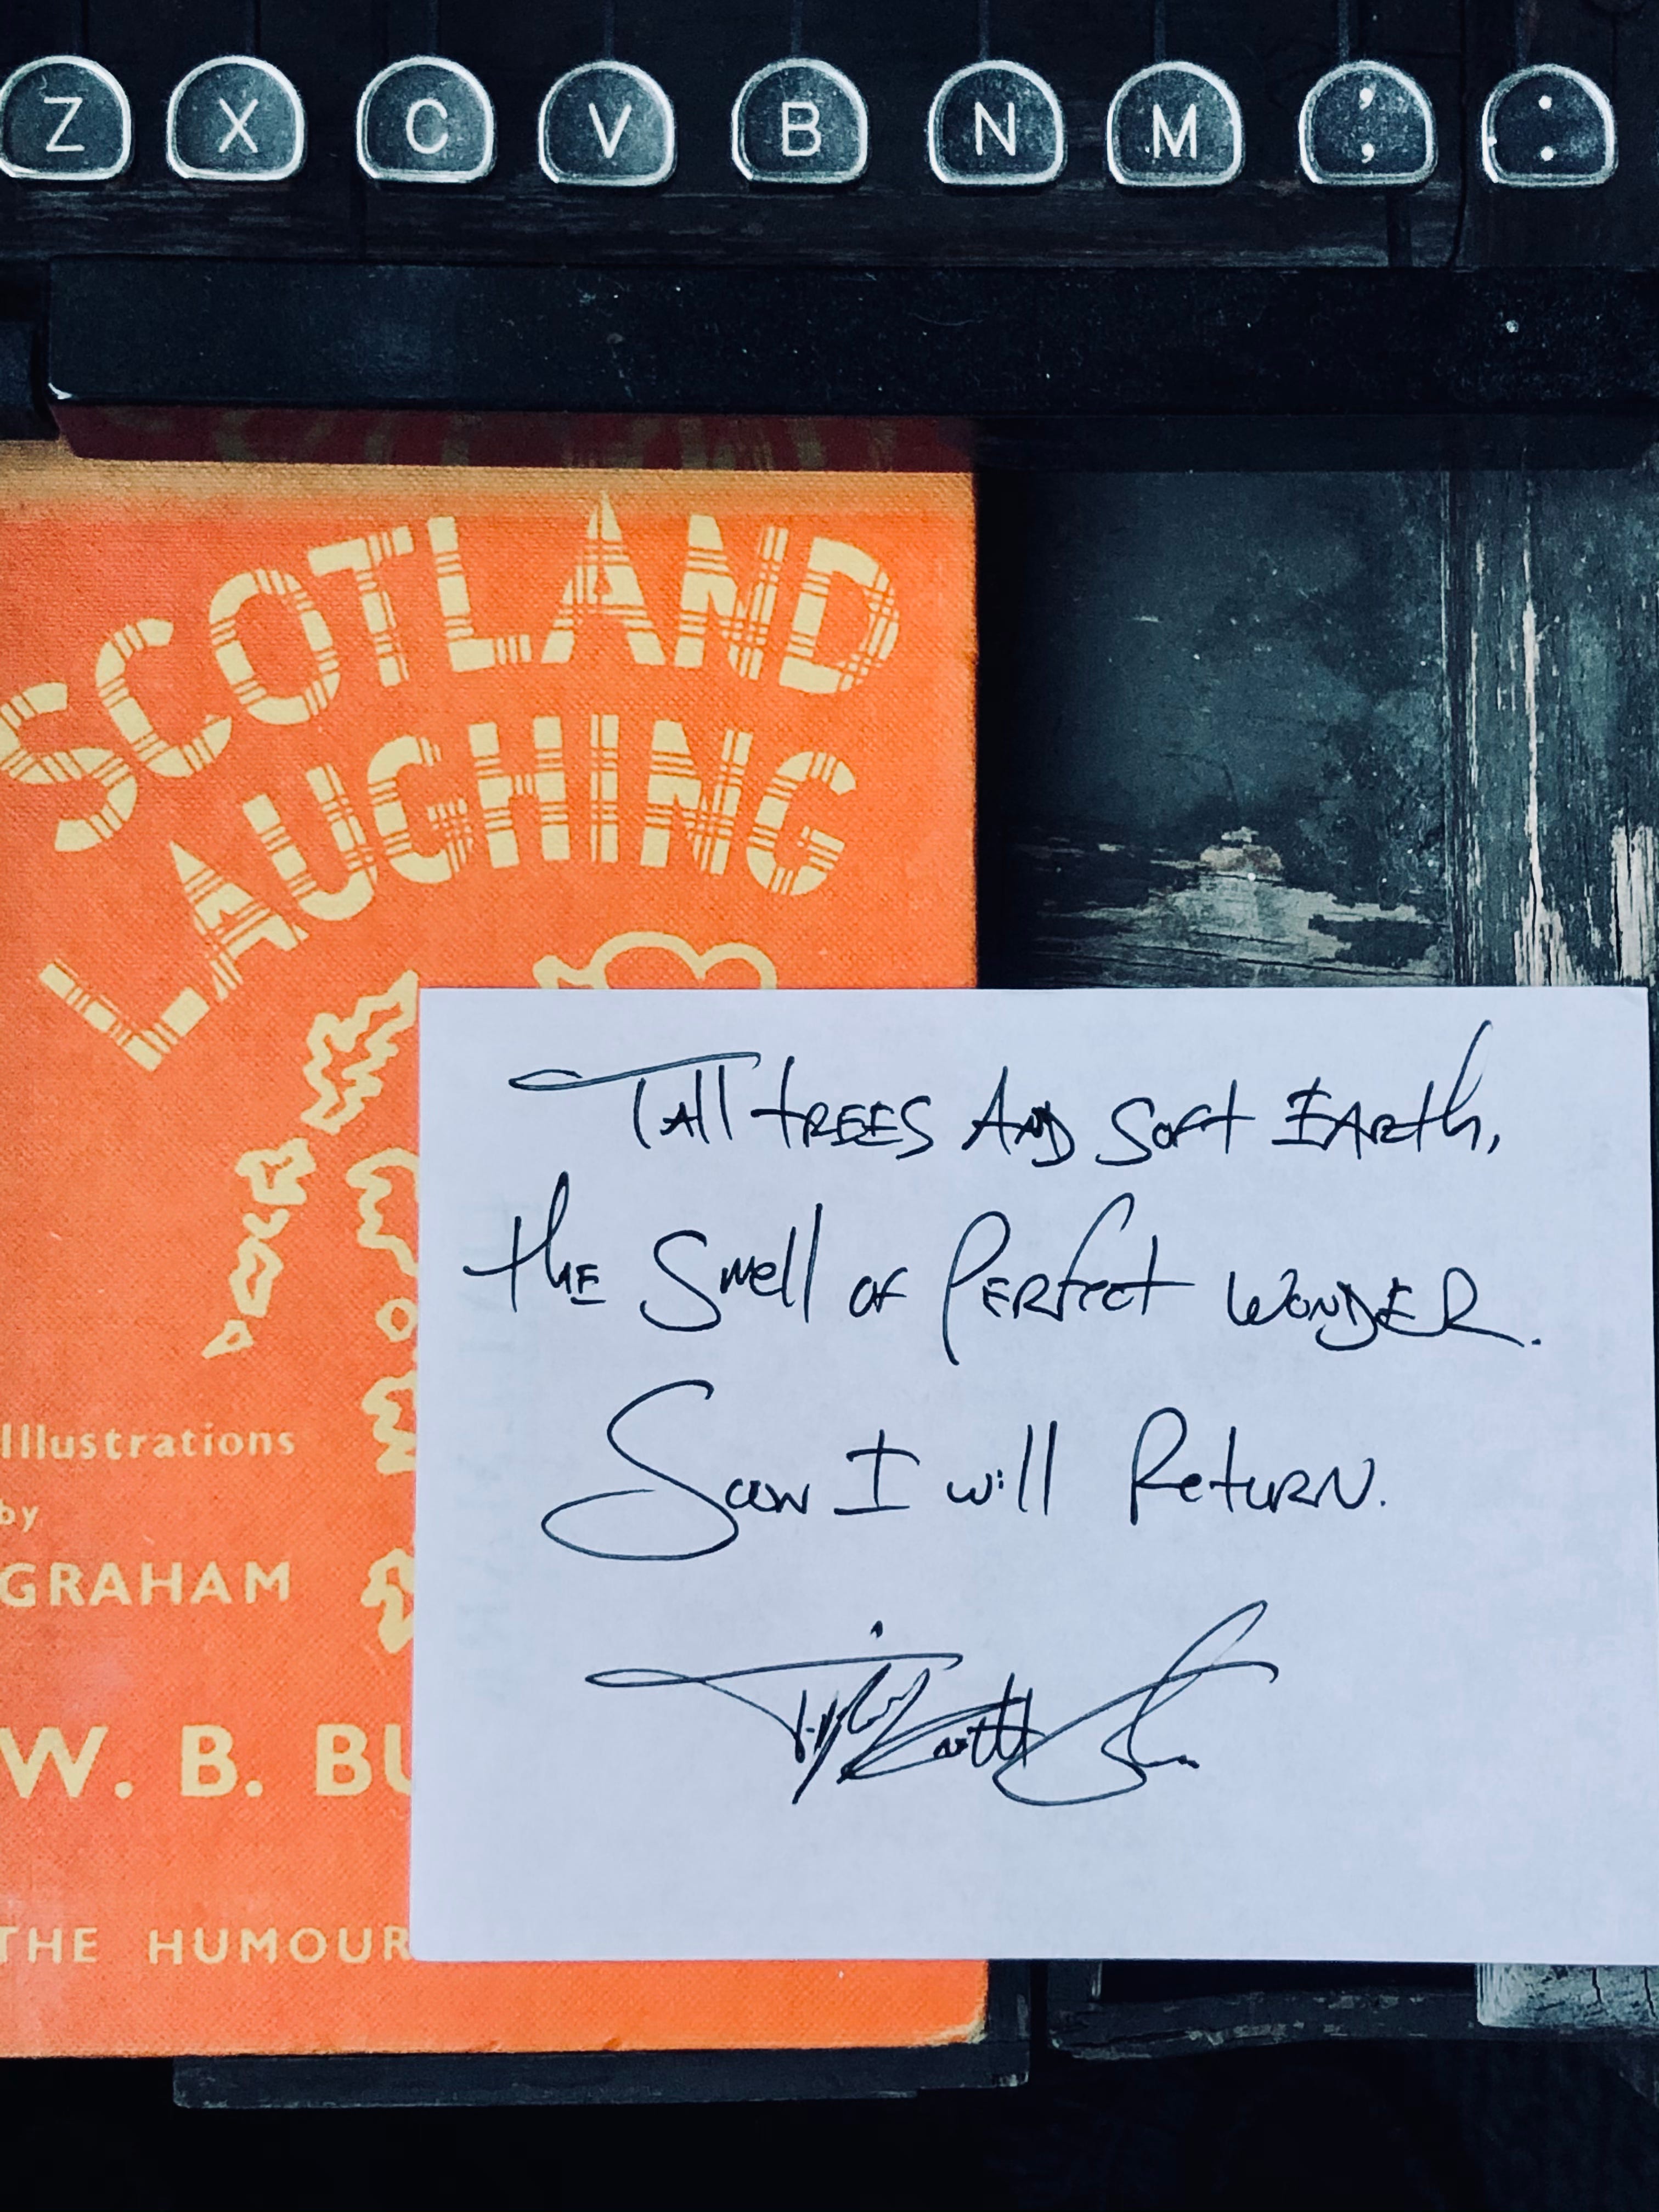 Z X C V B N M
SCOTLAND
LAUGHING
Illustrations
by
GRAHAM
W. B. BU
THE HUMOUR
Tall trees and soft earth,
the smell of perfect wonder.
Soon I will return.